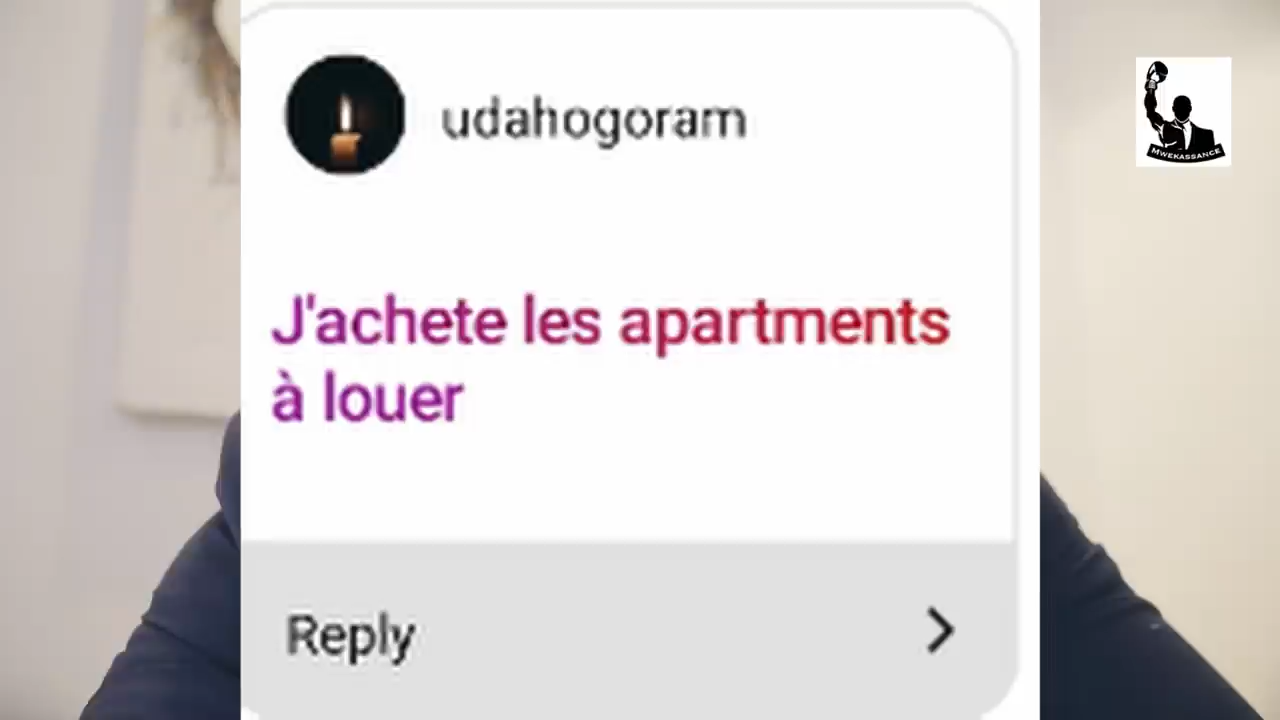 udahogoram
MWEKASSANCE
J'achete les apartments
à louer
Reply